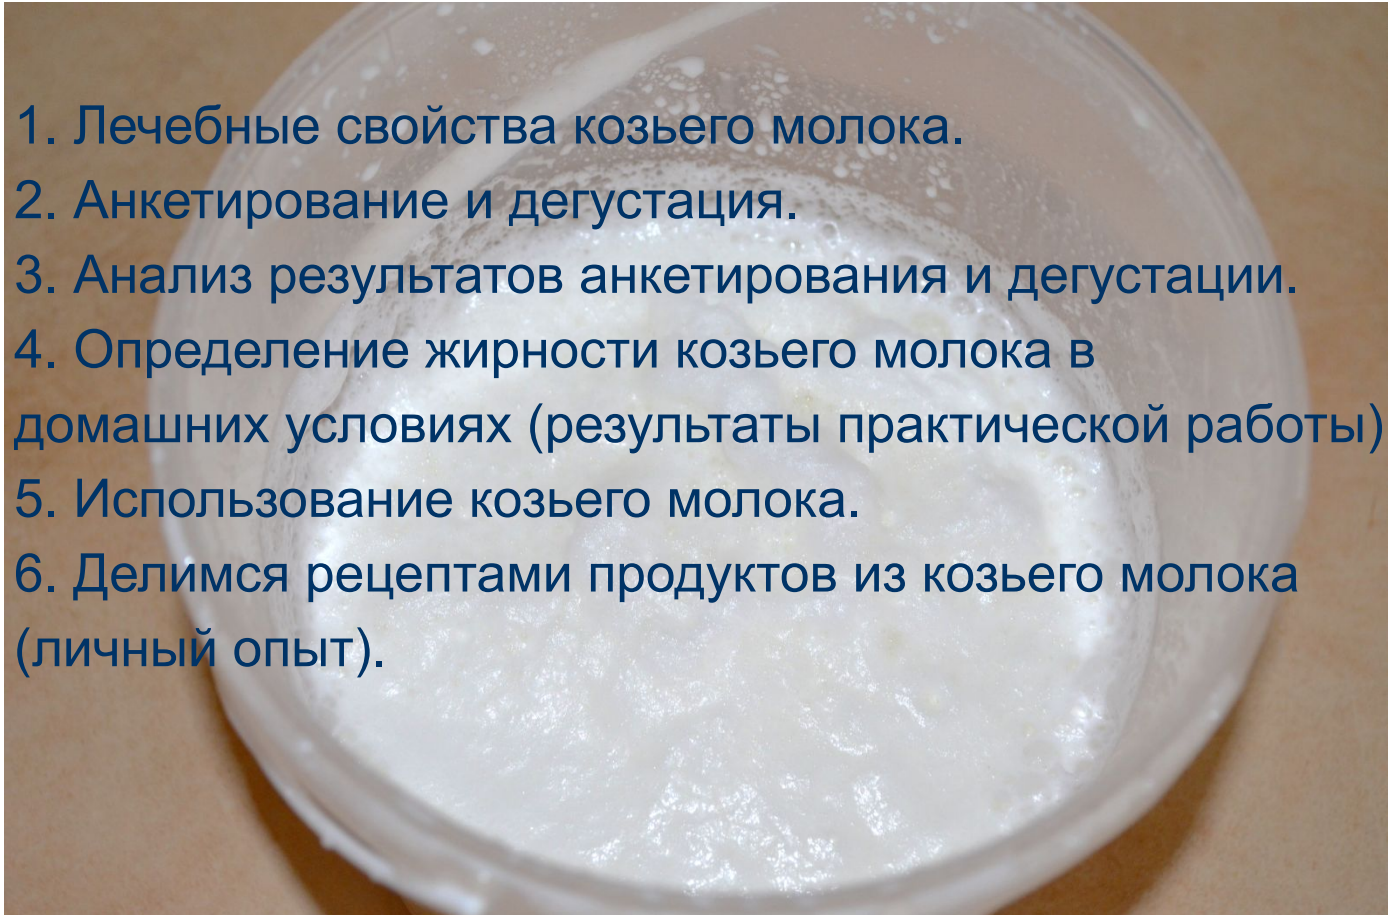 1. Лечебные свойства козьего молока.
2. Анкетирование и дегустация.
3. Анализ результатов анкетирования и дегустации.
4. Определение жирности козьего молока в
домашних условиях (результаты практической работы)
5. Использование козьего молока.
6. Делимся рецептами продуктов из козьего молока
(личный опыт).